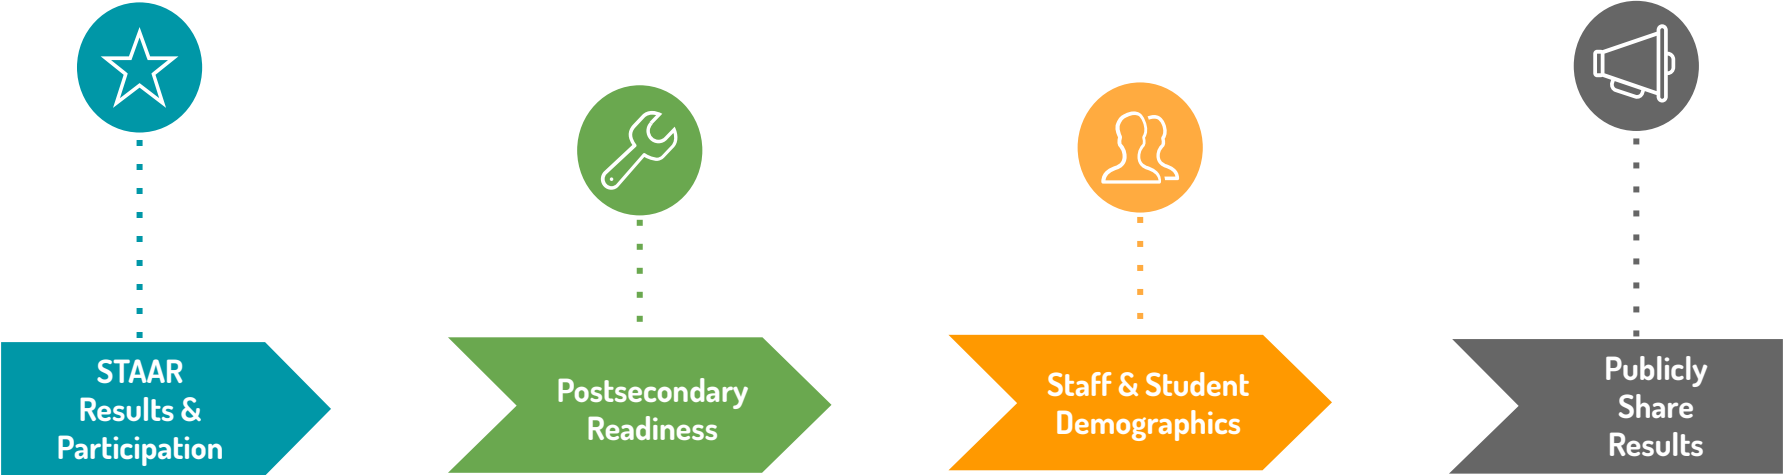 STAAR
Results &
Participation
Postsecondary
Readiness
Staff & Student
Demographics
Publicly
Share
Results